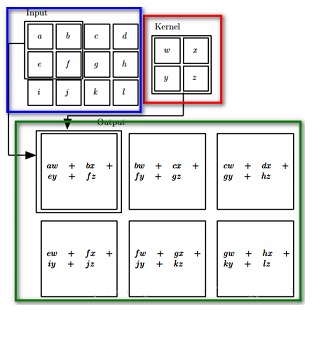 Input
Kernel
a b c d
w x
e f g h
y z
i j k l
Output
aw + bx +
ey + fz
bw + cx +
fy + gz
cw + dx +
gy + hz
ew + fx +
iy + jz
fw + gx +
jy + kz
gw + hx +
ky + lz